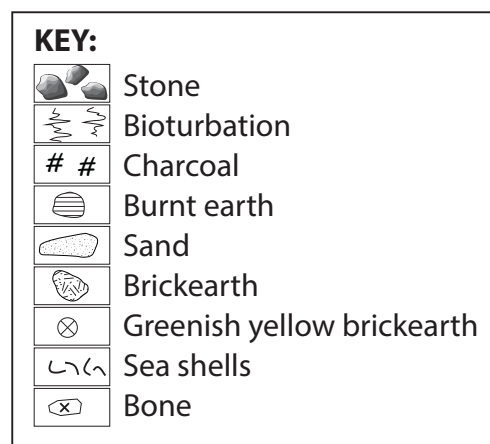 KEY:
Stone
Bioturbation
# # Charcoal
Burnt earth
Sand
Brickearth
Greenish yellow brickearth
Sea shells
x Bone